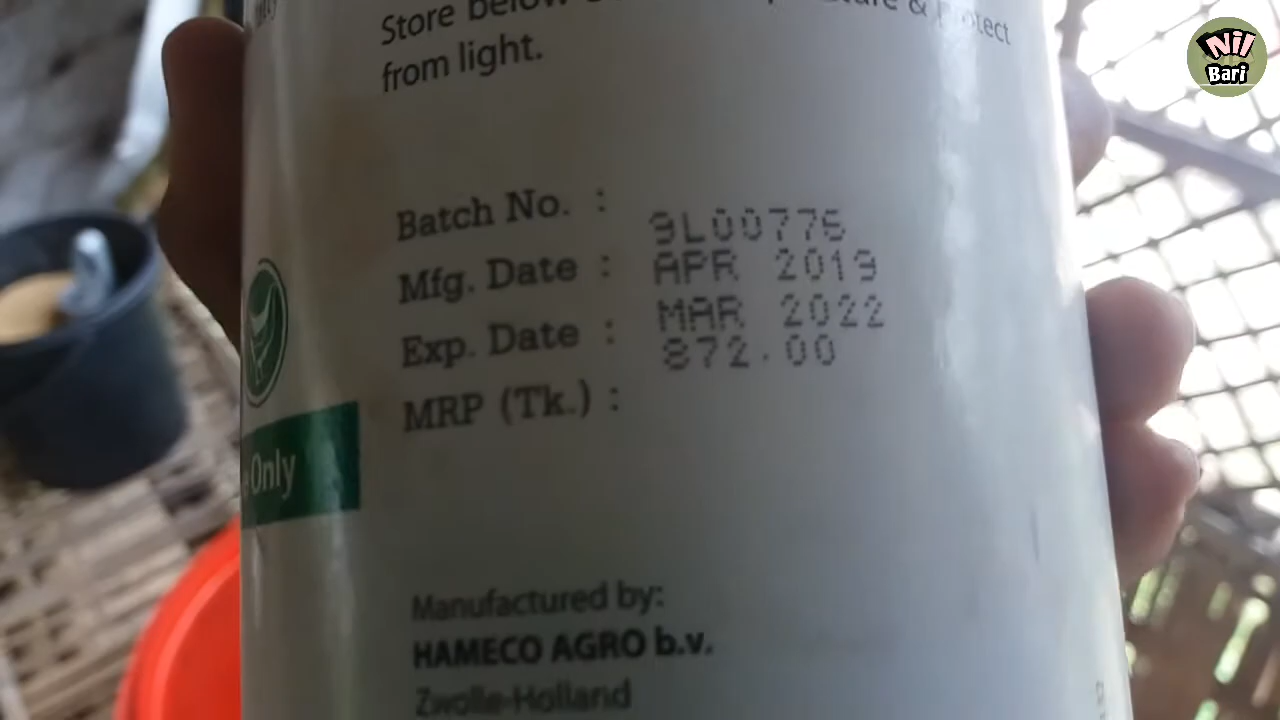 Store below
& Protect
from light.
Batch No. : 9L00776
Mfg. Date : APR 2019
Exp. Date : MAR 2022
MRP (Tk.) : 872.00
Only
Manufactured by:
HAMECO AGRO b.v.
Zwolle-Holland
Nil
Bari